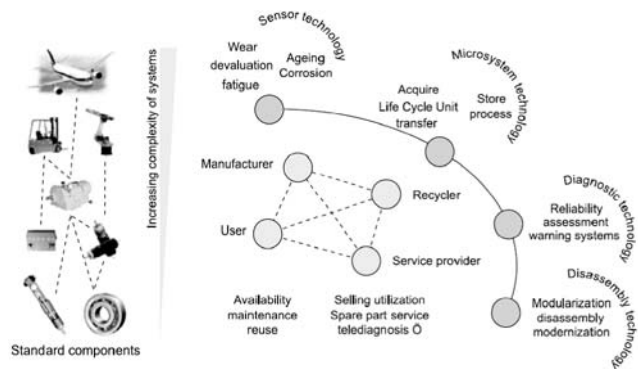 Sensor technology
Wear
devaluation
fatigue
Ageing
Corrosion
Microsystem technology
Acquire
Life Cycle Unit
transfer
Store
process
Increasing complexity of systems
Manufacturer
Recycler
User
Service provider
Diagnostic technology
Reliability
assessment
warning systems
Disassembly technology
Modularization
disassembly
modernization
Availability
maintenance
reuse
Selling utilization
Spare part service
telediagnosis Ö
Standard components